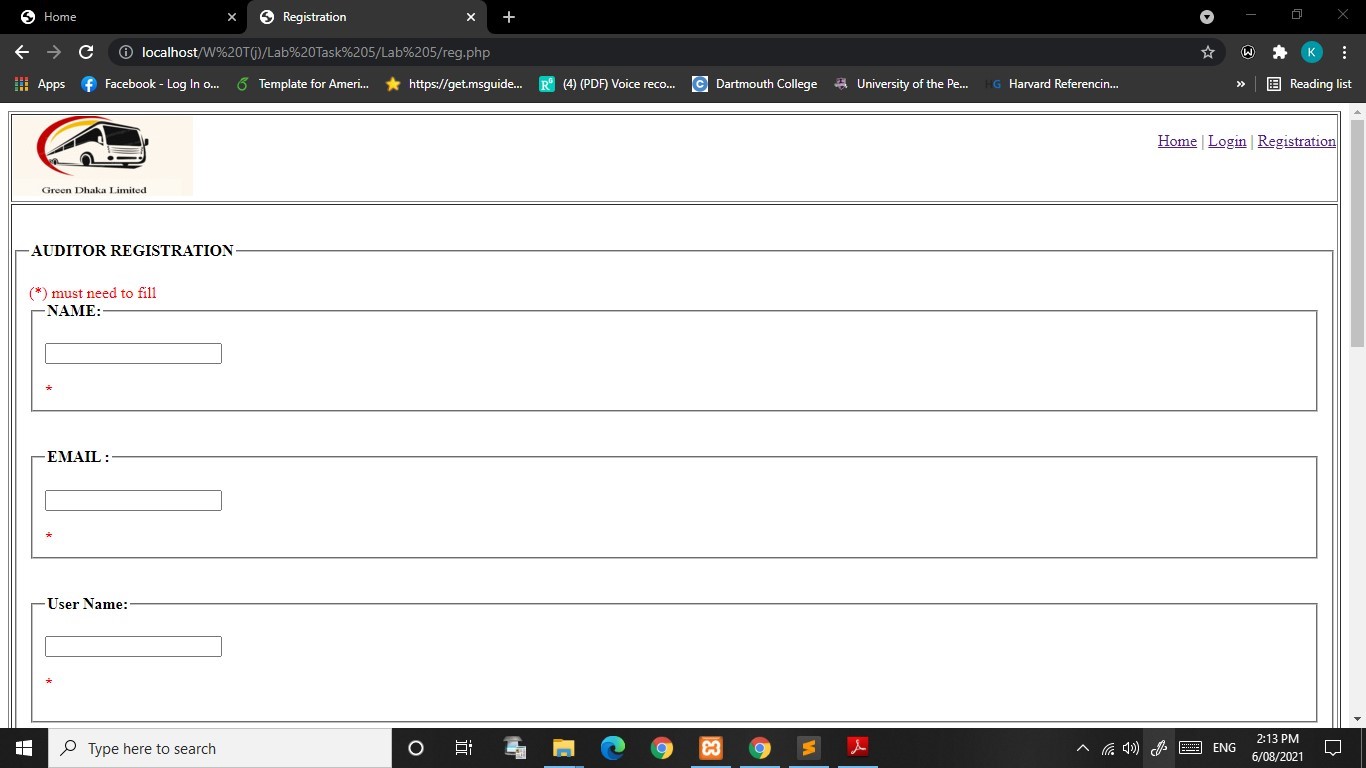 Home
Registration
localhost/W%20T(j)/Lab%20Task%205/Lab%205/reg.php
K
Apps
Facebook - Log In o...
Template for Ameri...
https://get.msguide...
(4) (PDF) Voice reco...
Dartmouth College
University of the Pe...
HG Harvard Referencin...
»
Reading list
Green Dhaka Limited
Home | Login | Registration
AUDITOR REGISTRATION
(*) must need to fill
NAME:
*
EMAIL :
*
User Name:
*
Type here to search
ENG
2:13 PM
6/08/2021